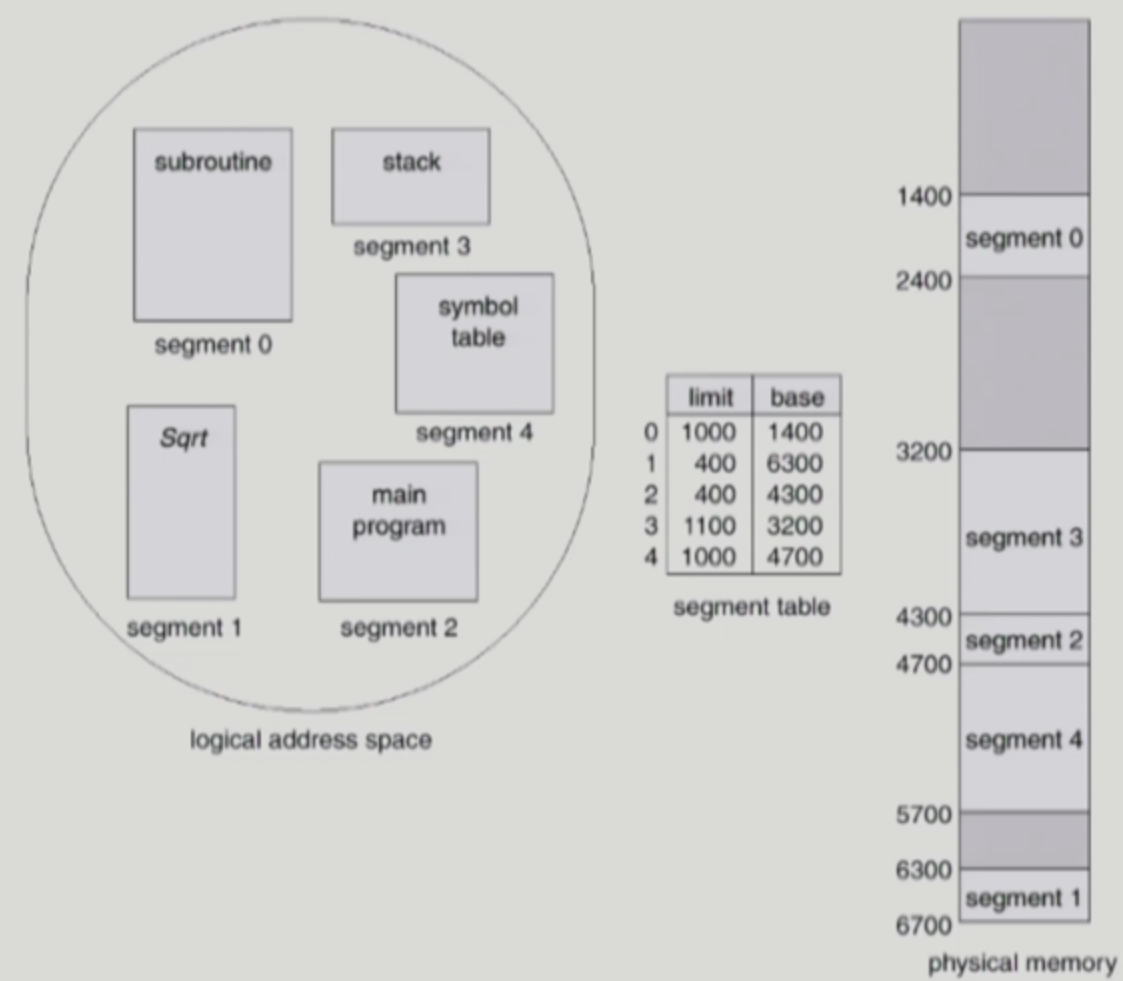 subroutine
segment 0
stack
segment 3
symbol
table
segment 4
Sqrt
segment 1
main
program
segment 2
logical address space
limit base
0 1000 1400
1 400 6300
2 400 4300
3 1100 3200
4 1000 4700
segment table
1400
segment 0
2400
3200
segment 3
4300
segment 2
4700
segment 4
5700
6300
segment 1
6700
physical memory